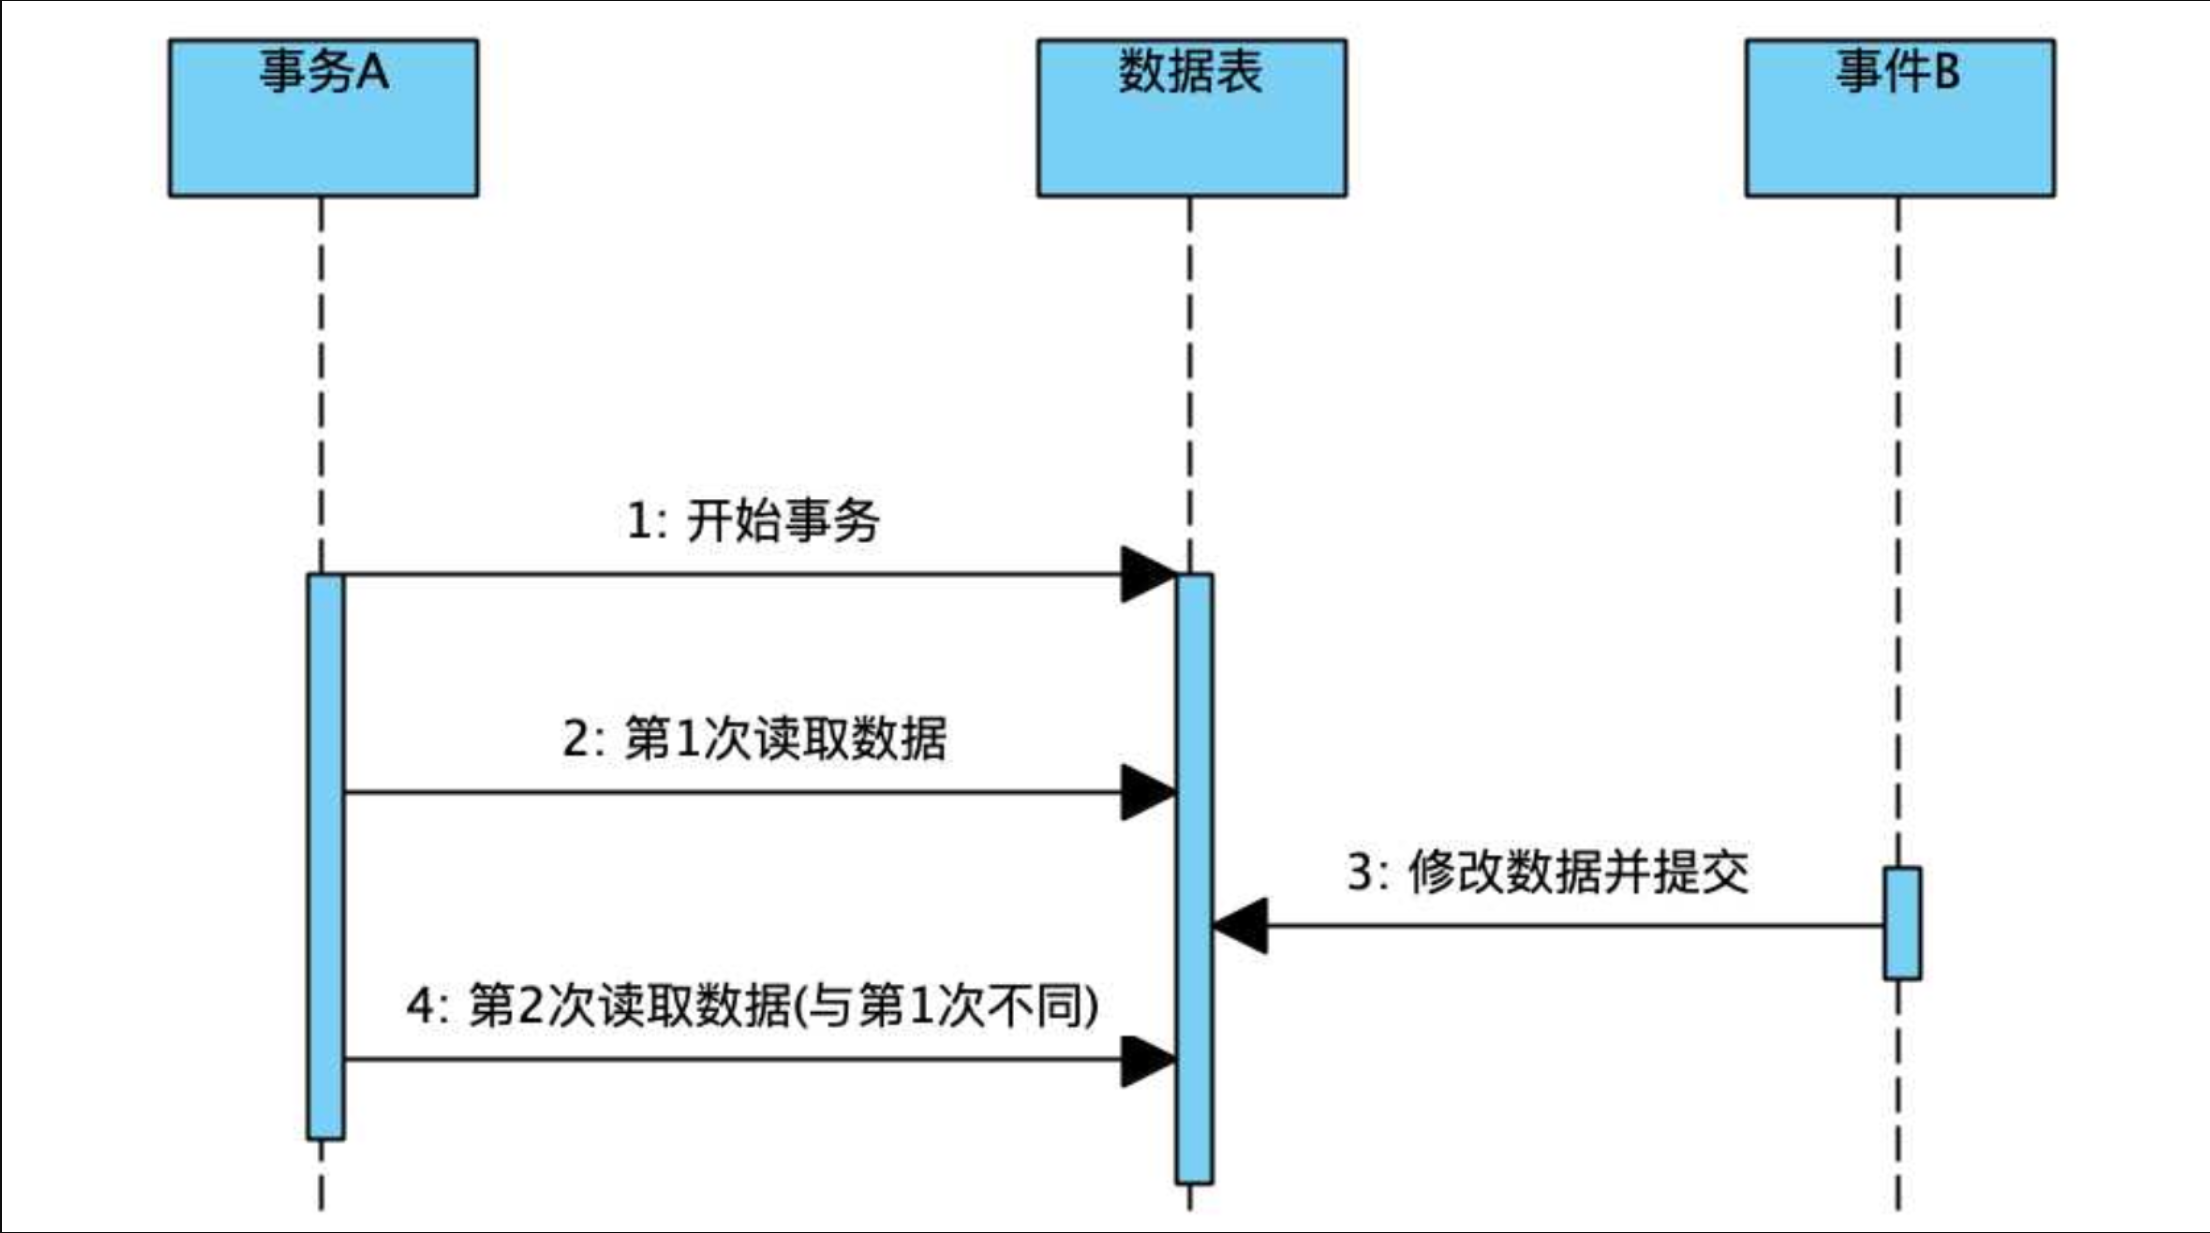 事务A
数据表
事件B
1: 开始事务
2: 第1次读取数据
3: 修改数据并提交
4: 第2次读取数据(与第1次不同)